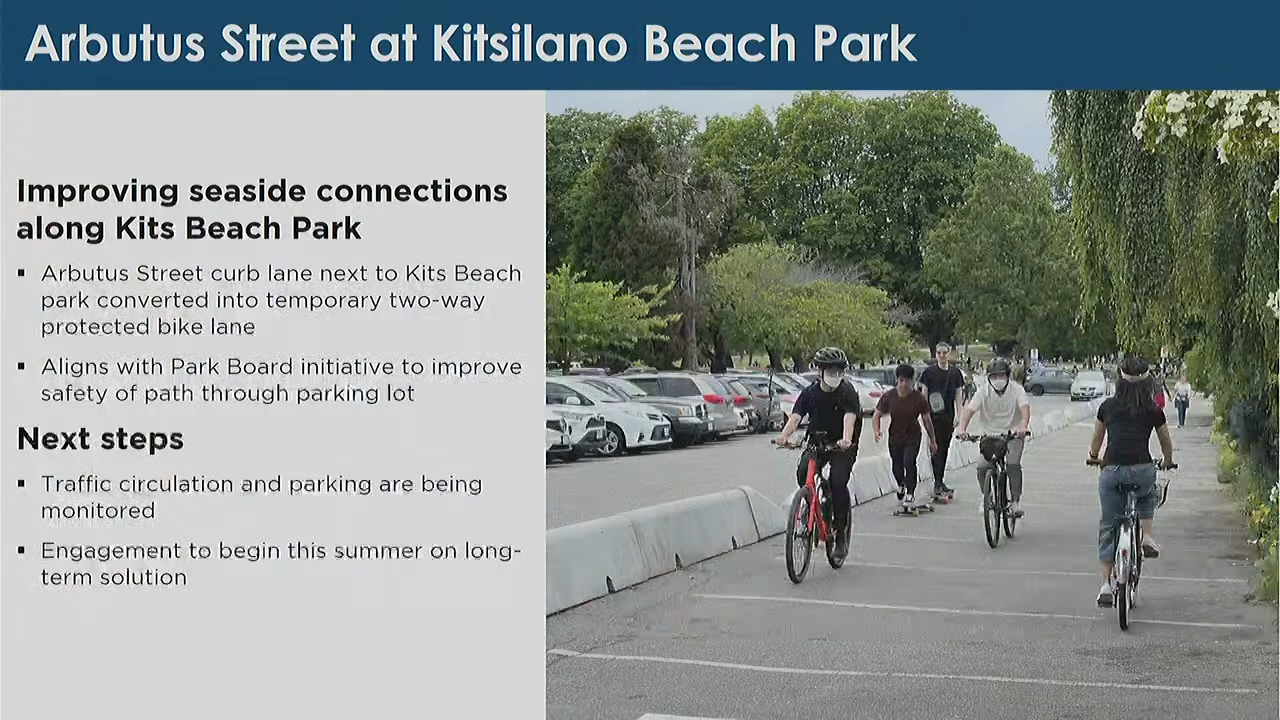 Arbutus Street at Kitsilano Beach Park
Improving seaside connections
along Kits Beach Park
▪ Arbutus Street curb lane next to Kits Beach
park converted into temporary two-way
protected bike lane
▪ Aligns with Park Board initiative to improve
safety of path through parking lot
Next steps
▪ Traffic circulation and parking are being
monitored
▪ Engagement to begin this summer on long-
term solution